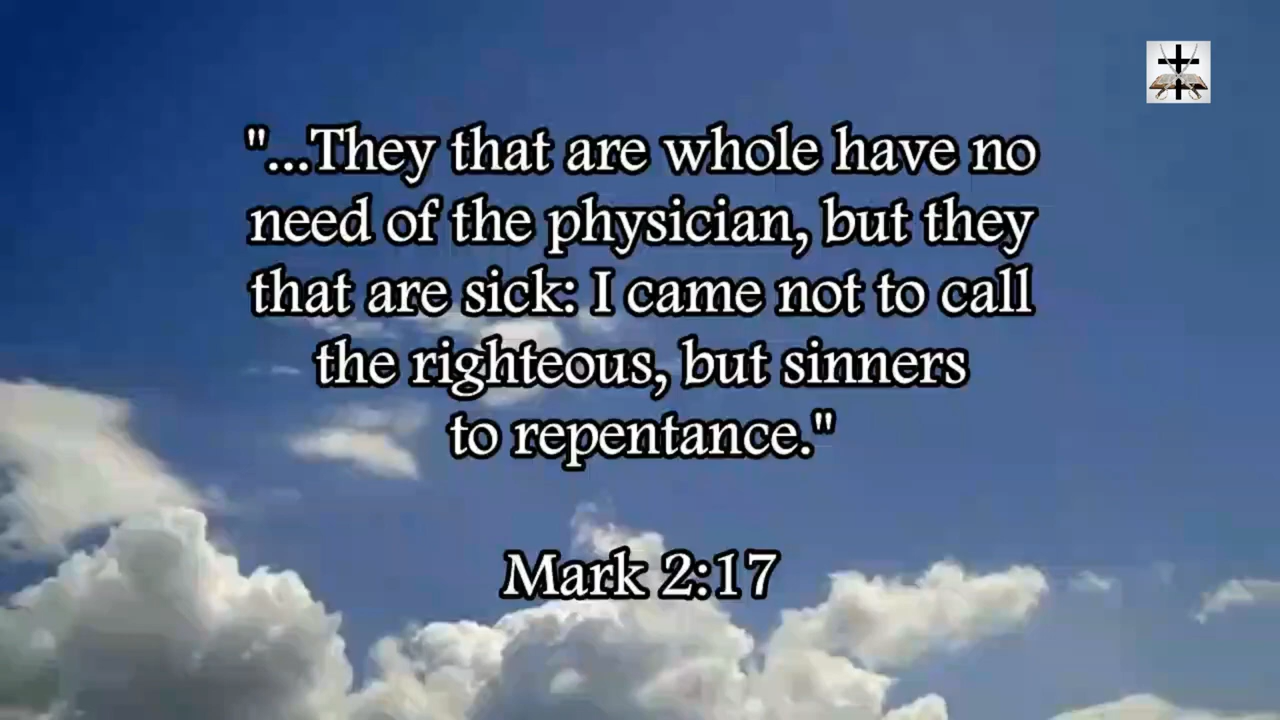 "...They that are whole have no
need of the physician, but they
that are sick: I came not to call
the righteous, but sinners
to repentance."
Mark 2:17